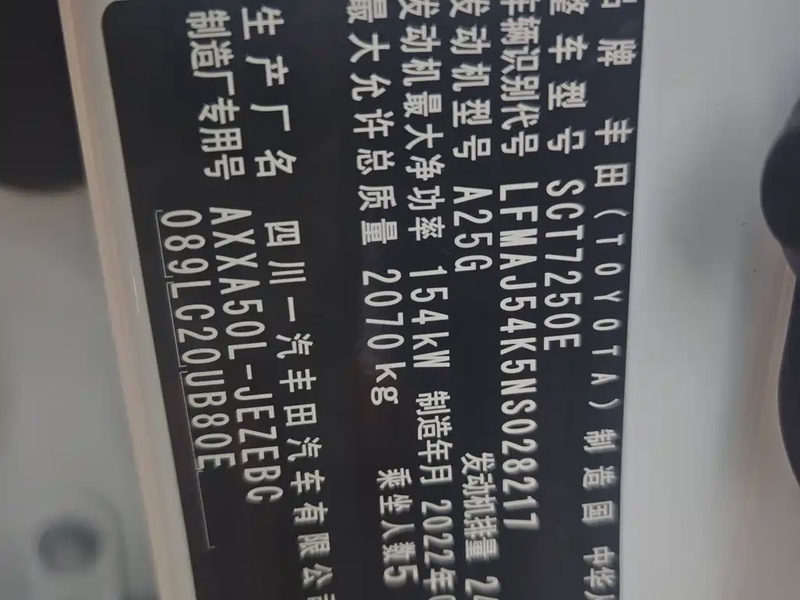 品牌 丰田(TOYOTA) 制造国 中华
整车型号 SCT7250E
车辆识别代号 LFMAJ54K5NS028217
发动机型号 A25G 发动机排量 24
发动机最大净功率 154kW 制造年月 2022年
最大允许总质量 2070kg 乘坐人数5
生产厂名 四川一汽丰田汽车有限公
制造厂专用号 AXXA50L-JEZEBC
089LC20UB80E